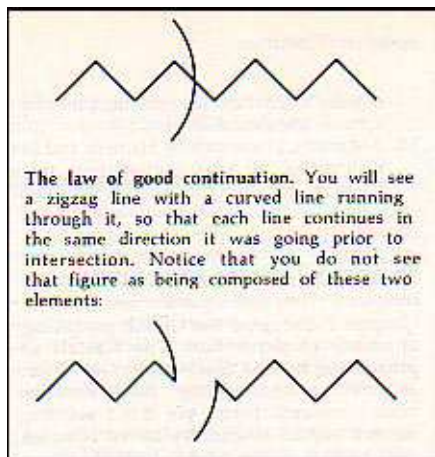 The law of good continuation. You will see
a zigzag line with a curved line running
through it, so that each line continues in
the same direction it was going prior to
intersection. Notice that you do not see
that figure as being composed of these two
elements: